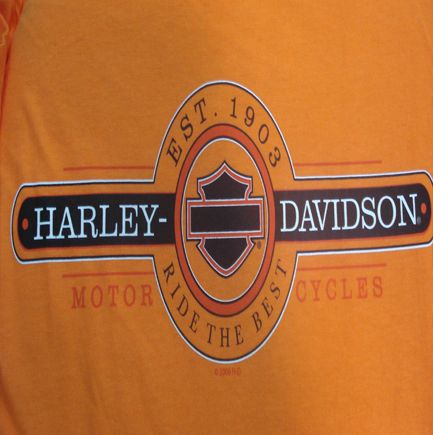 EST. 1903
HARLEY-DAVIDSON
MOTOR CYCLES
RIDE THE BEST